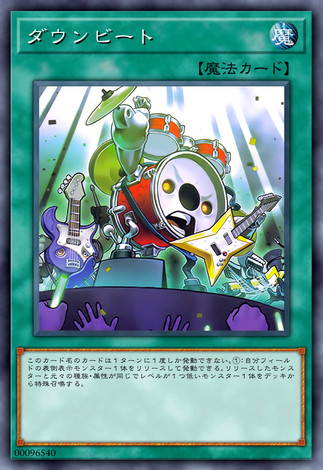 ダウンビート
魔
【魔法カード】
このカード名のカードは1ターンに1度しか発動できない。①:自分フィール
ドの表側表示モンスター1体をリリースして発動できる。リリースしたモンス
ターと元々の種族・属性が同じでレベルが1つ低いモンスター1体をデッキか
ら特殊召喚する。
00096540